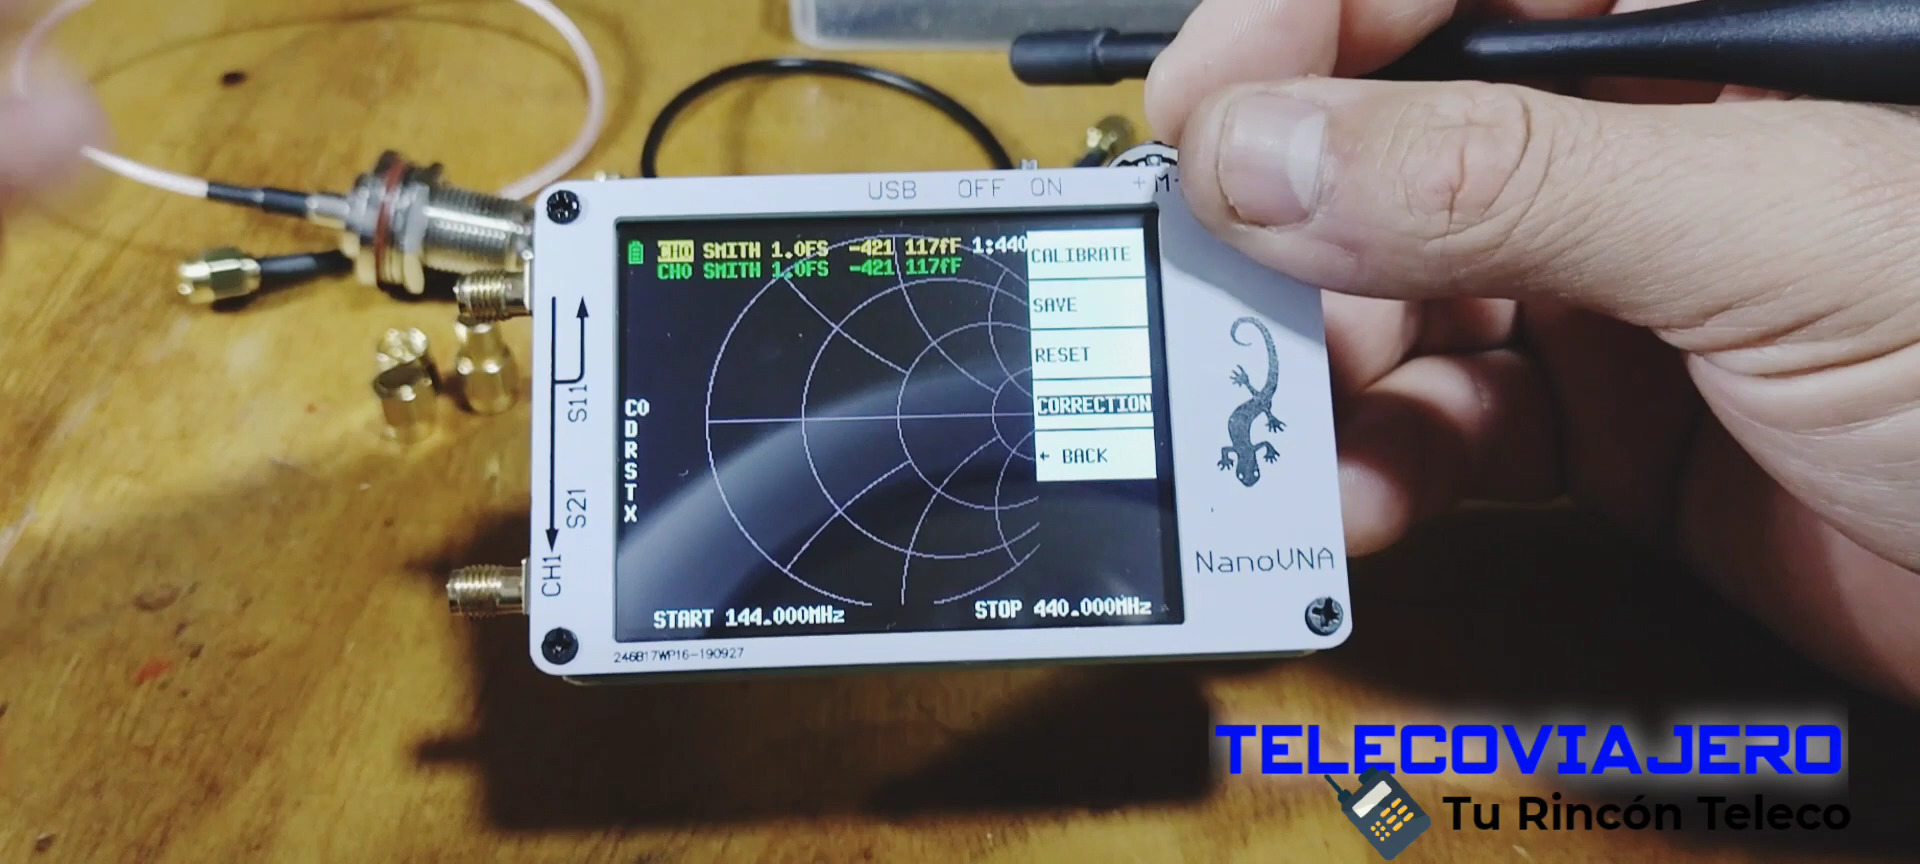 USB OFF ON + M
CH0 SMITH 1.0FS -421 117fF 1:440
CH0 SMITH 1.0FS -421 117fF
CALIBRATE
SAVE
RESET
CORRECTION
← BACK
C0
D
R
S
T
X
S11
S21
CH1
START 144.000MHz STOP 440.000MHz
NanoVNA
246B17WP16-190927
TELECOVIAJERO
Tu Rincón Teleco